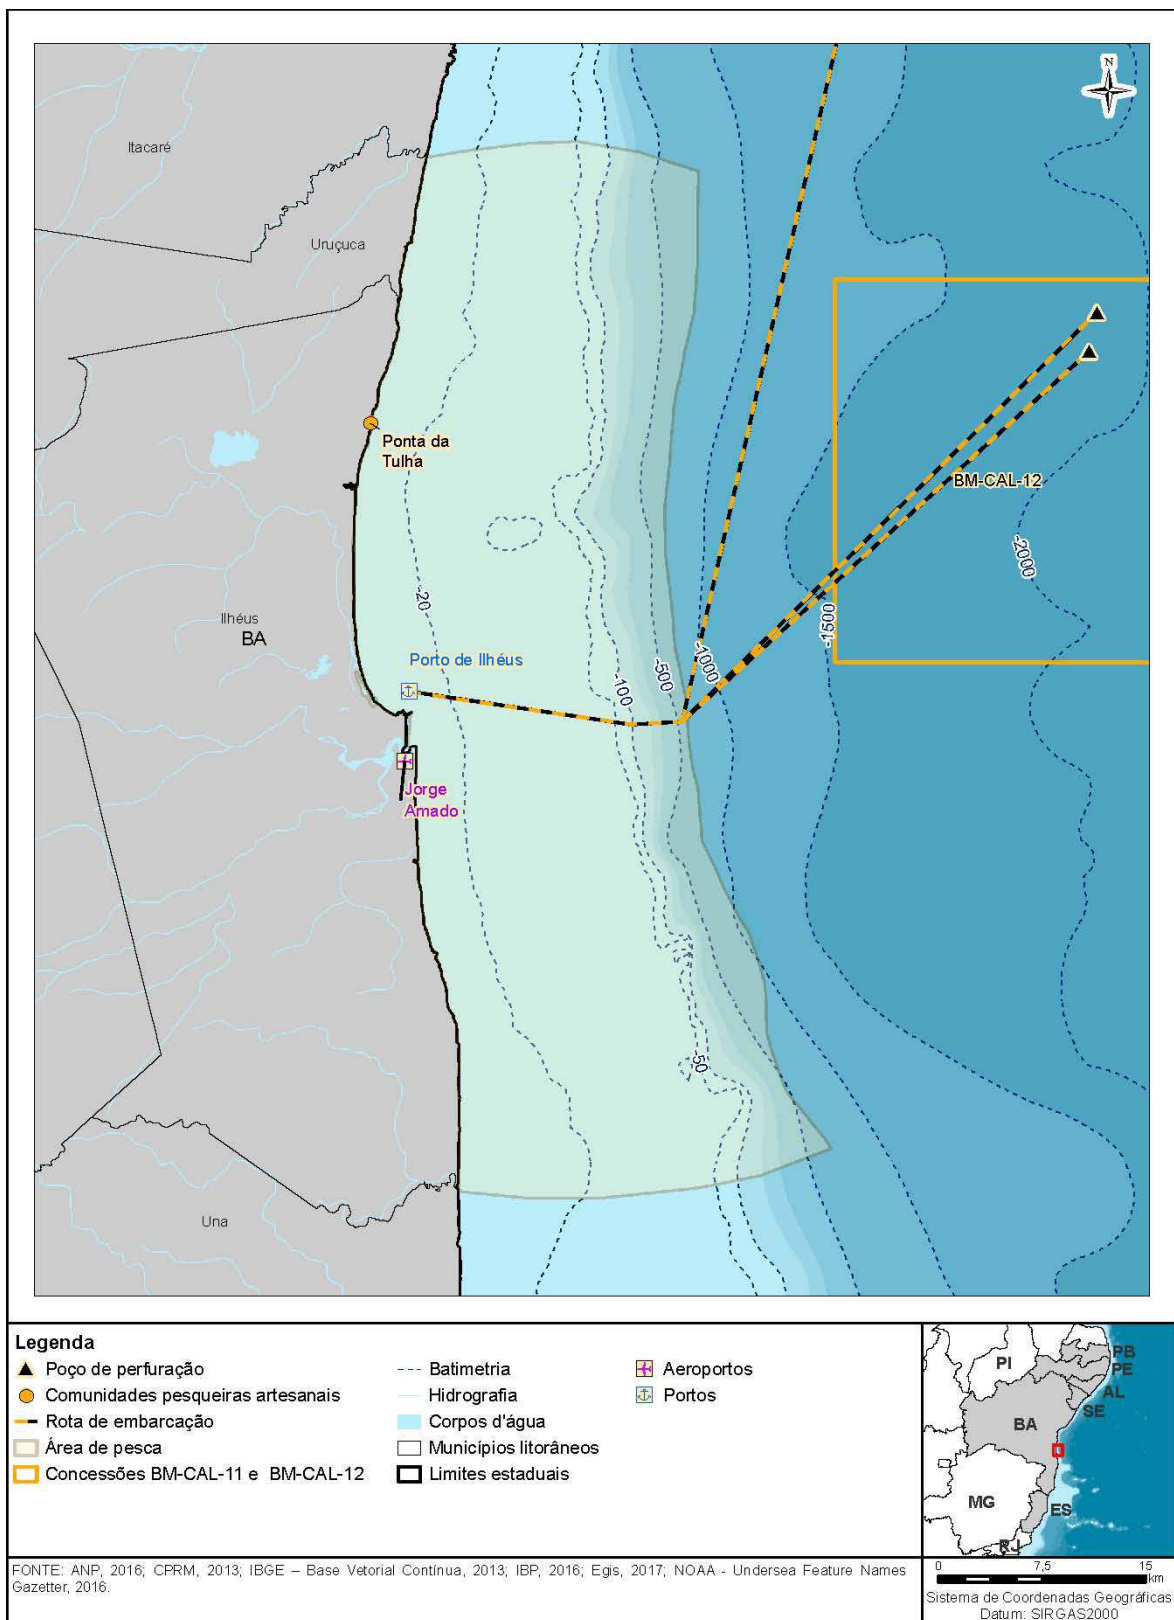 N
Itacaré
Uruçuca
Ponta da
Tulha
BM-CAL-12
-2000
-20
Ilhéus
BA
-1500
Porto de Ilhéus
-1000
-500
-100
Jorge
Amado
-50
Una
Legenda
Poço de perfuração
Comunidades pesqueiras artesanais
Rota de embarcação
Área de pesca
Concessões BM-CAL-11 e BM-CAL-12
Batimetria
Hidrografia
Corpos d'água
Municípios litorâneos
Limites estaduais
Aeroportos
Portos
PI
PB
PE
AL
SE
BA
MG
ES
RJ
FONTE: ANP, 2016; CPRM, 2013; IBGE – Base Vetorial Contínua, 2013; IBP, 2016; Egis, 2017; NOAA - Undersea Feature Names
Gazetter, 2016.
0 7,5 15
km
Sistema de Coordenadas Geográficas
Datum: SIRGAS2000